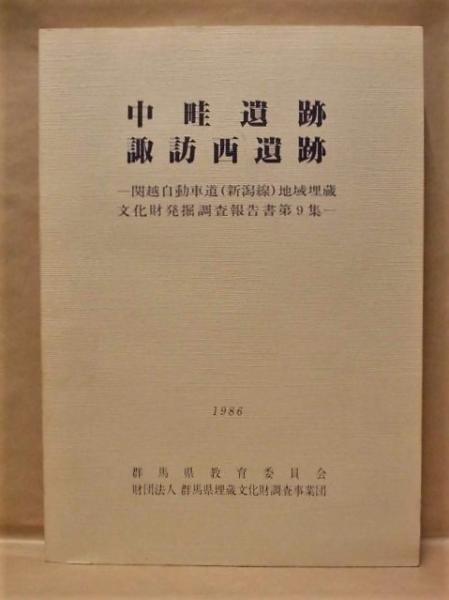 中畦遺跡
諏訪西遺跡
―関越自動車道(新潟線)地域埋蔵
文化財発掘調査報告書第9集―
1986
群馬県教育委員会
財団法人 群馬県埋蔵文化財調査事業団